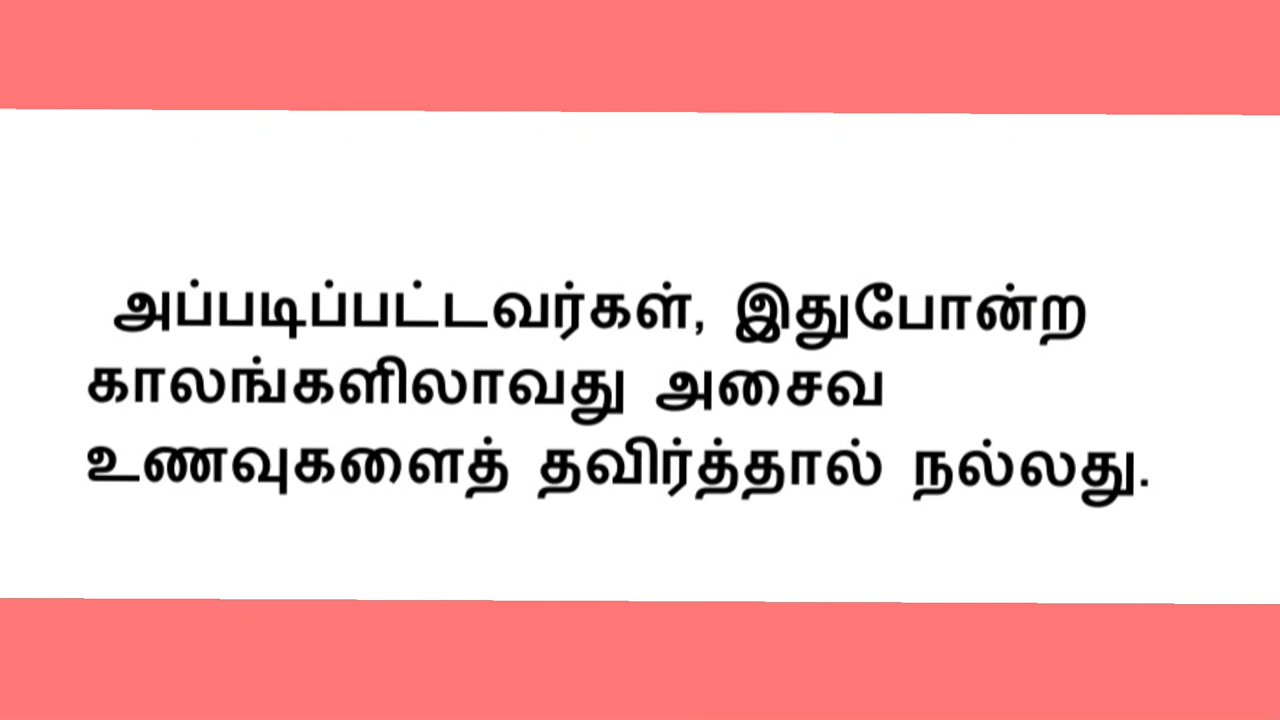 அப்படிப்பட்டவர்கள், இதுபோன்ற
காலங்களிலாவது அசைவ
உணவுகளைத் தவிர்த்தால் நல்லது.